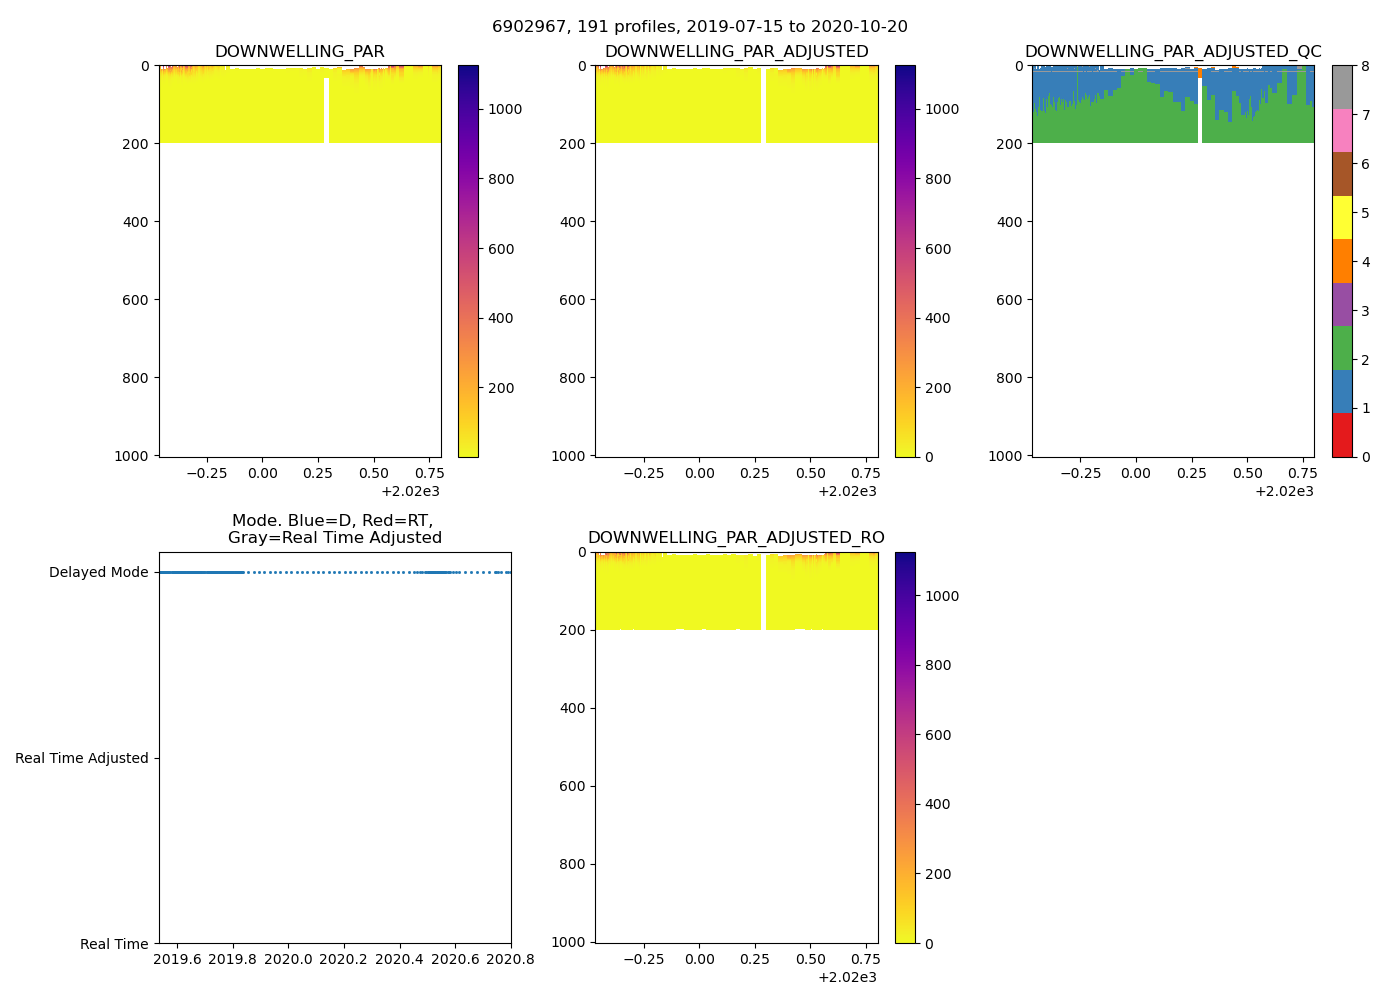 6902967, 191 profiles, 2019-07-15 to 2020-10-20
DOWNWELLING_PAR
0
200
400
600
800
1000
−0.25 0.00 0.25 0.50 0.75
+2.02e3
1000
800
600
400
200
DOWNWELLING_PAR_ADJUSTED
0
200
400
600
800
1000
−0.25 0.00 0.25 0.50 0.75
+2.02e3
1000
800
600
400
200
0
DOWNWELLING_PAR_ADJUSTED_QC
0
200
400
600
800
1000
−0.25 0.00 0.25 0.50 0.75
+2.02e3
8
7
6
5
4
3
2
1
0
Mode. Blue=D, Red=RT,
Gray=Real Time Adjusted
Delayed Mode
Real Time Adjusted
Real Time
2019.6 2019.8 2020.0 2020.2 2020.4 2020.6 2020.8
DOWNWELLING_PAR_ADJUSTED_RO
0
200
400
600
800
1000
−0.25 0.00 0.25 0.50 0.75
+2.02e3
1000
800
600
400
200
0